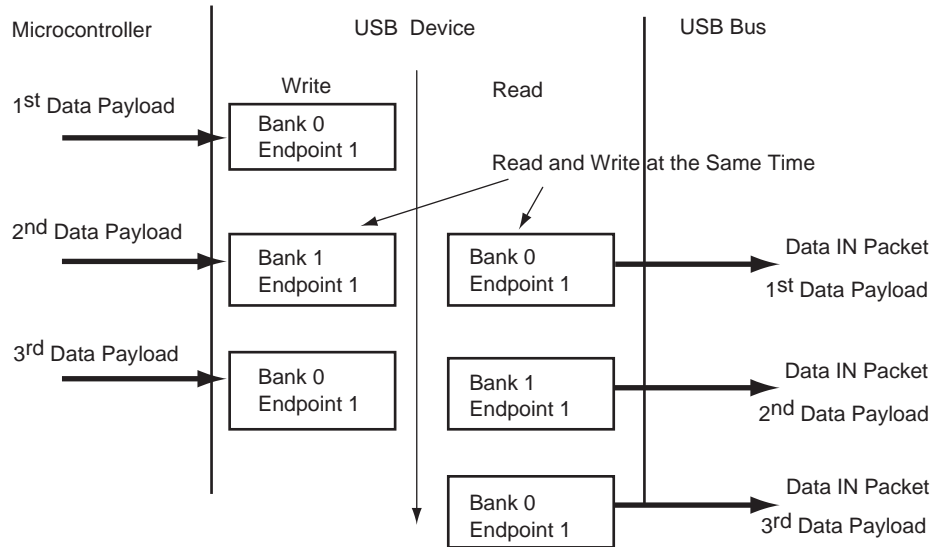 Microcontroller
USB Device
USB Bus
Write
Read
1st Data Payload
Bank 0
Endpoint 1
Read and Write at the Same Time
2nd Data Payload
Bank 1
Endpoint 1
Bank 0
Endpoint 1
Data IN Packet
1st Data Payload
3rd Data Payload
Bank 0
Endpoint 1
Bank 1
Endpoint 1
Data IN Packet
2nd Data Payload
Bank 0
Endpoint 1
Data IN Packet
3rd Data Payload